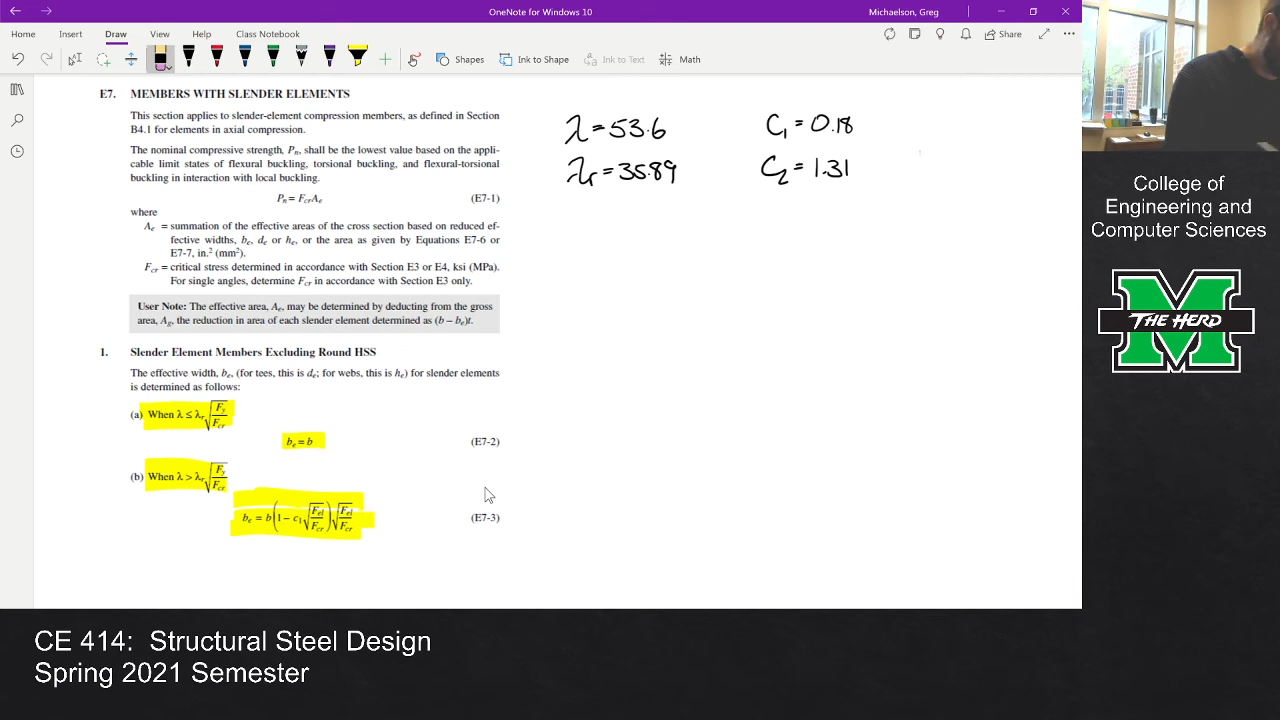 OneNote for Windows 10
Michaelson, Greg
Home Insert Draw View Help Class Notebook
Share
Shapes Ink to Shape Ink to Text Math
E7. MEMBERS WITH SLENDER ELEMENTS
This section applies to slender-element compression members, as defined in Section
B4.1 for elements in axial compression.
The nominal compressive strength, Pn, shall be the lowest value based on the appli-
cable limit states of flexural buckling, torsional buckling, and flexural-torsional
buckling in interaction with local buckling.
Pn = FcrAe (E7-1)
where
Ae = summation of the effective areas of the cross section based on reduced ef-
fective widths, be, de or he, or the area as given by Equations E7-6 or
E7-7, in.² (mm²).
Fcr = critical stress determined in accordance with Section E3 or E4, ksi (MPa).
For single angles, determine Fcr in accordance with Section E3 only.
User Note: The effective area, Ae, may be determined by deducting from the gross
area, Ag, the reduction in area of each slender element determined as (b − be)t.
1. Slender Element Members Excluding Round HSS
The effective width, be, (for tees, this is de; for webs, this is he) for slender elements
is determined as follows:
(a) When λ ≤ λr√(Fy/Fcr)
be = b (E7-2)
(b) When λ > λr√(Fy/Fcr)
be = b(1 − c1√(Fel/Fcr))√(Fel/Fcr) (E7-3)
λ = 53.6
λr = 35.89
C1 = 0.18
C2 = 1.31
College of
Engineering and
Computer Sciences
THE HERD
CE 414: Structural Steel Design
Spring 2021 Semester